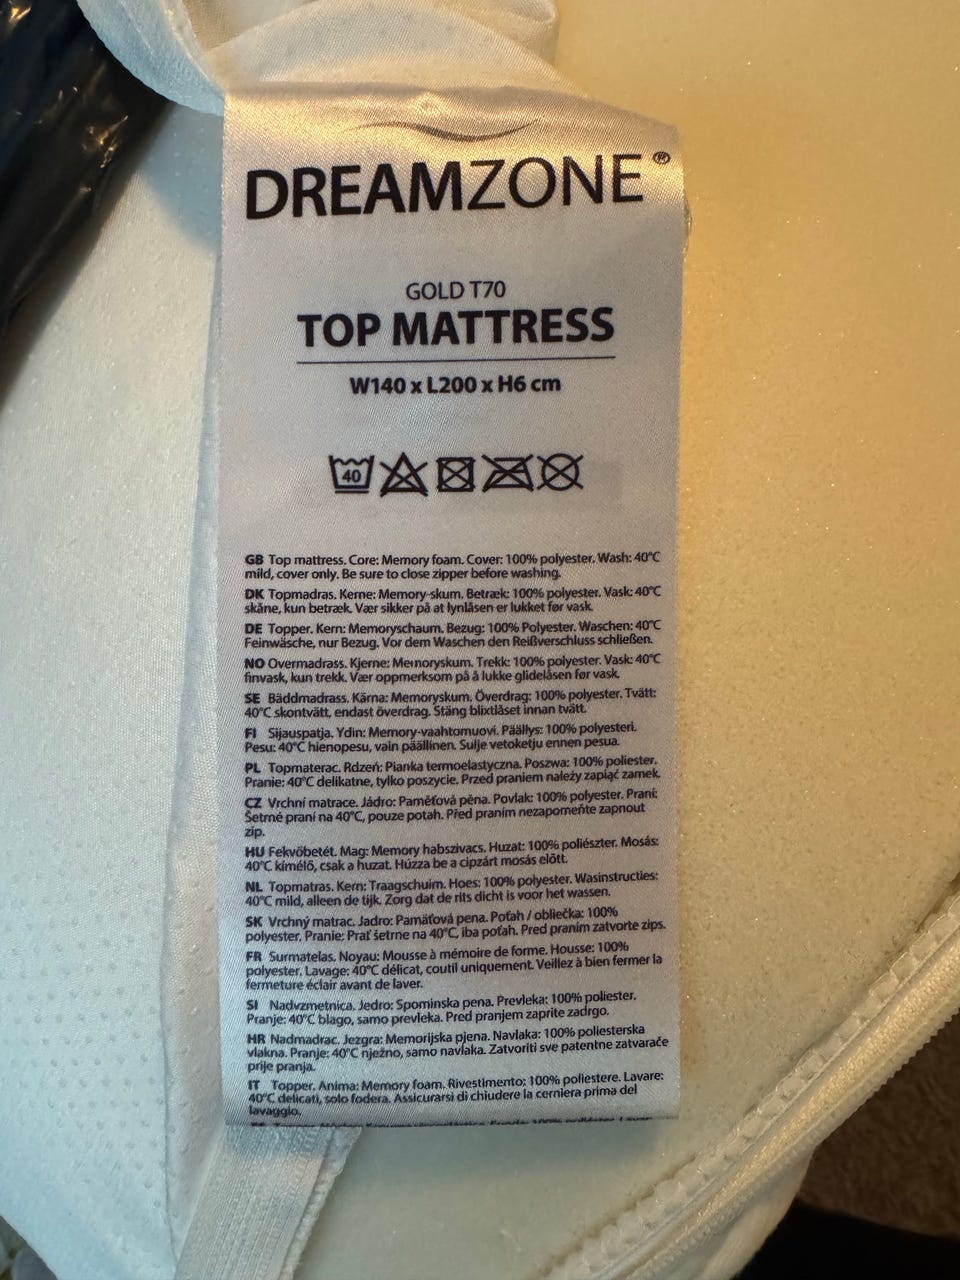 DREAMZONE®
GOLD T70
TOP MATTRESS
W140 x L200 x H6 cm
40
GB Top mattress. Core: Memory foam. Cover: 100% polyester. Wash: 40°C
mild, cover only. Be sure to close zipper before washing.
DK Topmadras. Kerne: Memory-skum. Betræk: 100% polyester. Vask: 40°C
skåne, kun betræk. Vær sikker på at lynlåsen er lukket før vask.
DE Topper. Kern: Memoryschaum. Bezug: 100% Polyester. Waschen: 40°C
Feinwäsche, nur Bezug. Vor dem Waschen den Reißverschluss schließen.
NO Overmadrass. Kjerne: Memoryskum. Trekk: 100% polyester. Vask: 40°C
finvask, kun trekk. Vær oppmerksom på å lukke glidelåsen før vask.
SE Bäddmadrass. Kärna: Memoryskum. Överdrag: 100% polyester. Tvätt:
40°C skontvätt, endast överdrag. Stäng blixtlåset innan tvätt.
FI Sijauspatja. Ydin: Memory-vaahtomuovi. Päällys: 100% polyesteri.
Pesu: 40°C hienopesu, vain päällinen. Sulje vetoketju ennen pesua.
PL Topmaterac. Rdzeń: Pianka termoelastyczna. Poszwa: 100% poliester.
Pranie: 40°C delikatne, tylko poszycie. Przed praniem należy zapiąć zamek.
CZ Vrchní matrace. Jádro: Paměťová pěna. Povlak: 100% polyester. Praní:
Šetrné praní na 40°C, pouze potah. Před praním nezapomeňte zapnout
zip.
HU Fekvőbetét. Mag: Memory habszivacs. Huzat: 100% poliészter. Mosás:
40°C kímélő, csak a huzat. Húzza be a cipzárt mosás előtt.
NL Topmatras. Kern: Traagschuim. Hoes: 100% polyester. Wasinstructies:
40°C mild, alleen de tijk. Zorg dat de rits dicht is voor het wassen.
SK Vrchný matrac. Jadro: Pamäťová pena. Poťah / obliečka: 100%
polyester. Pranie: Prať šetrne na 40°C, iba poťah. Pred praním zatvorte zips.
FR Surmatelas. Noyau: Mousse à mémoire de forme. Housse: 100%
polyester. Lavage: 40°C délicat, coutil uniquement. Veillez à bien fermer la
fermeture éclair avant de laver.
SI Nadvzmetnica. Jedro: Spominska pena. Prevleka: 100% poliester.
Pranje: 40°C blago, samo prevleka. Pred pranjem zaprite zadrgo.
HR Nadmadrac. Jezgra: Memorijska pjena. Navlaka: 100% poliesterska
vlakna. Pranje: 40°C nježno, samo navlaka. Zatvoriti sve patentne zatvarače
prije pranja.
IT Topper. Anima: Memory foam. Rivestimento: 100% poliestere. Lavare:
40°C delicati, solo fodera. Assicurarsi di chiudere la cerniera prima del
lavaggio.